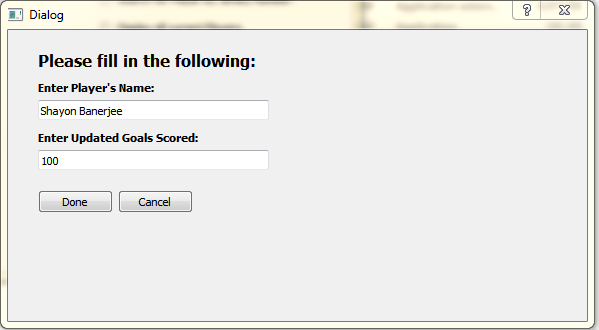 Dialog
Please fill in the following:
Enter Player's Name:
Shayon Banerjee
Enter Updated Goals Scored:
100
Done Cancel